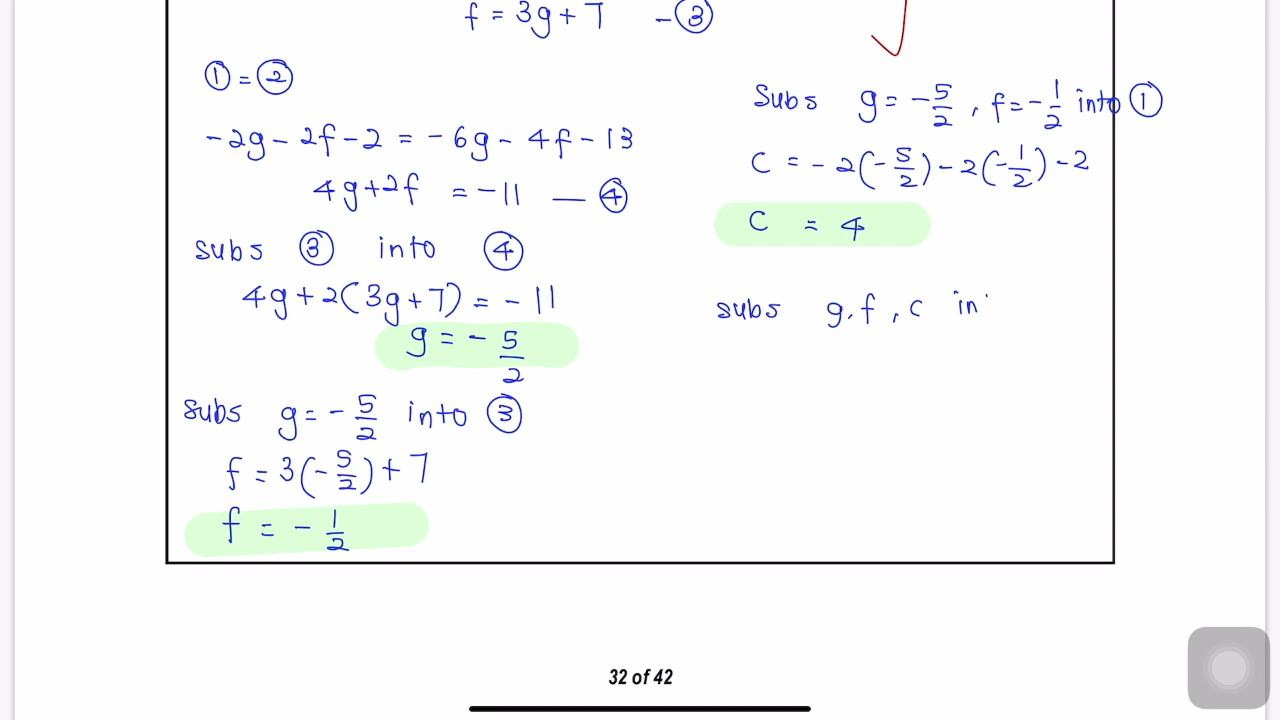 f = 3g + 7 - ③
① = ②
-2g - 2f - 2 = -6g - 4f - 13
4g + 2f = -11 — ④
subs ③ into ④
4g + 2(3g + 7) = -11
g = -5/2
subs g = -5/2 into ③
f = 3(-5/2) + 7
f = -1/2
Subs g = -5/2, f = -1/2 into ①
C = -2(-5/2) - 2(-1/2) - 2
C = 4
subs g, f, c in
32 of 42